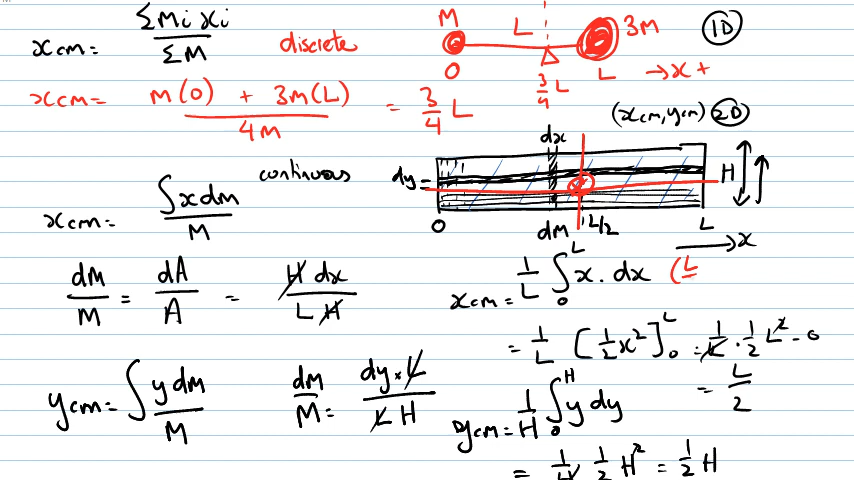 xcm = ΣMi xi / ΣM discrete
M L 3M 1D
0 3/4 L L → x +
xcm = M(0) + 3M(L) / 4M = 3/4 L
(xcm, ycm) 2D
continuous
dx
dy = H
xcm = ∫ x dm / M
0 dM L/2 L → x
dM/M = dA/A = H dx / L H
xcm = 1/L ∫₀ᴸ x · dx (L
= 1/L [1/2 x²]₀ᴸ = 1/L · 1/2 L² - 0
= L/2
ycm = ∫ y dm / M
dm/M = dy × L / L H
ycm = 1/H ∫₀ᴴ y dy
= 1/H 1/2 H² = 1/2 H